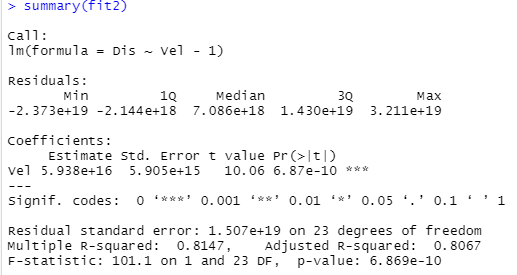 > summary(fit2)
Call:
lm(formula = Dis ~ Vel - 1)
Residuals:
Min 1Q Median 3Q Max
-2.373e+19 -2.144e+18 7.086e+18 1.430e+19 3.211e+19
Coefficients:
Estimate Std. Error t value Pr(>|t|)
Vel 5.938e+16 5.905e+15 10.06 6.87e-10 ***
---
Signif. codes: 0 ‘***’ 0.001 ‘**’ 0.01 ‘*’ 0.05 ‘.’ 0.1 ‘ ’ 1
Residual standard error: 1.507e+19 on 23 degrees of freedom
Multiple R-squared: 0.8147, Adjusted R-squared: 0.8067
F-statistic: 101.1 on 1 and 23 DF, p-value: 6.869e-10